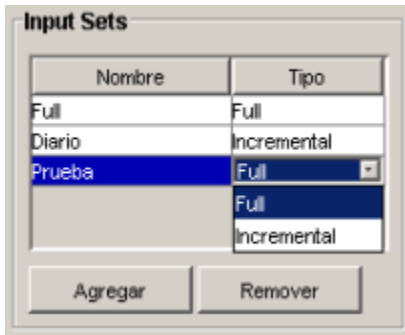 Input Sets
Nombre Tipo
Full Full
Diario Incremental
Prueba Full
Full
Incremental
Agregar Remover